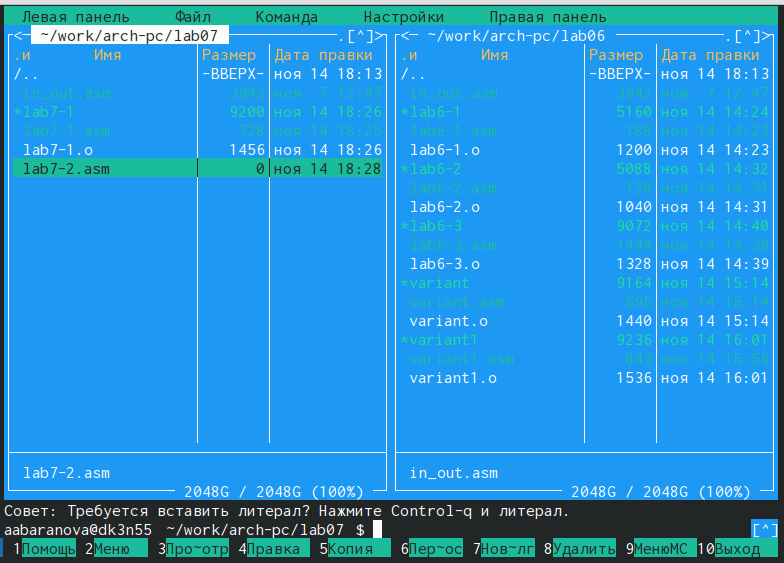 Левая панель Файл Команда Настройки Правая панель
<─ ~/work/arch-pc/lab07 .[^]> <─ ~/work/arch-pc/lab06 .[^]>
.и Имя Размер Дата правки .и Имя Размер Дата правки
/.. -ВВЕРХ- ноя 14 18:13 /.. -ВВЕРХ- ноя 14 18:13
in_out.asm 3942 ноя 7 12:47 in_out.asm 3942 ноя 7 12:47
*lab7-1 9200 ноя 14 18:26 *lab6-1 5160 ноя 14 14:24
lab7-1.asm 728 ноя 14 18:25 lab6-1.asm 188 ноя 14 14:23
lab7-1.o 1456 ноя 14 18:26 lab6-1.o 1200 ноя 14 14:23
lab7-2.asm 0 ноя 14 18:28 *lab6-2 5088 ноя 14 14:32
lab6-2.asm 128 ноя 14 14:31
lab6-2.o 1040 ноя 14 14:31
*lab6-3 9072 ноя 14 14:40
lab6-3.asm 1444 ноя 14 14:39
lab6-3.o 1328 ноя 14 14:39
*variant 9164 ноя 14 15:14
variant.asm 695 ноя 14 15:14
variant.o 1440 ноя 14 15:14
*variant1 9236 ноя 14 16:01
variant1.asm 843 ноя 14 15:56
variant1.o 1536 ноя 14 16:01
lab7-2.asm in_out.asm
2048G / 2048G (100%) 2048G / 2048G (100%)
Совет: Требуется вставить литерал? Нажмите Control-q и литерал.
aabaranova@dk3n55 ~/work/arch-pc/lab07 $ [^]
1Помощь 2Меню 3Про~отр 4Правка 5Копия 6Пер~ос 7Нов~лг 8Удалить 9МенюMC 10Выход